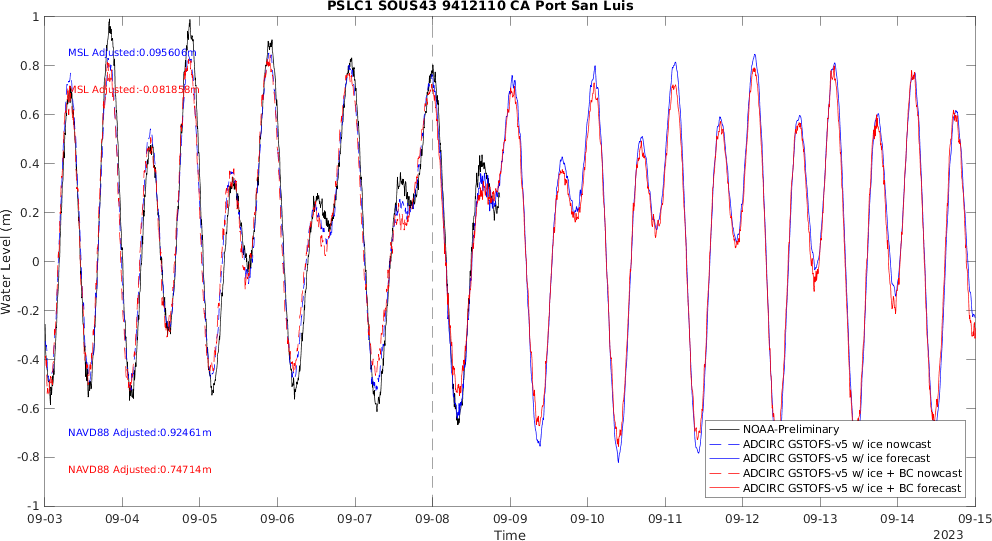 PSLC1 SOUS43 9412110 CA Port San Luis
1
0.8
0.6
0.4
0.2
0
-0.2
-0.4
-0.6
-0.8
-1
Water Level (m)
MSL Adjusted:0.095606m
MSL Adjusted:-0.081858m
NAVD88 Adjusted:0.92461m
NAVD88 Adjusted:0.74714m
NOAA-Preliminary
ADCIRC GSTOFS-v5 w/ ice nowcast
ADCIRC GSTOFS-v5 w/ ice forecast
ADCIRC GSTOFS-v5 w/ ice + BC nowcast
ADCIRC GSTOFS-v5 w/ ice + BC forecast
09-03 09-04 09-05 09-06 09-07 09-08 09-09 09-10 09-11 09-12 09-13 09-14 09-15
Time
2023